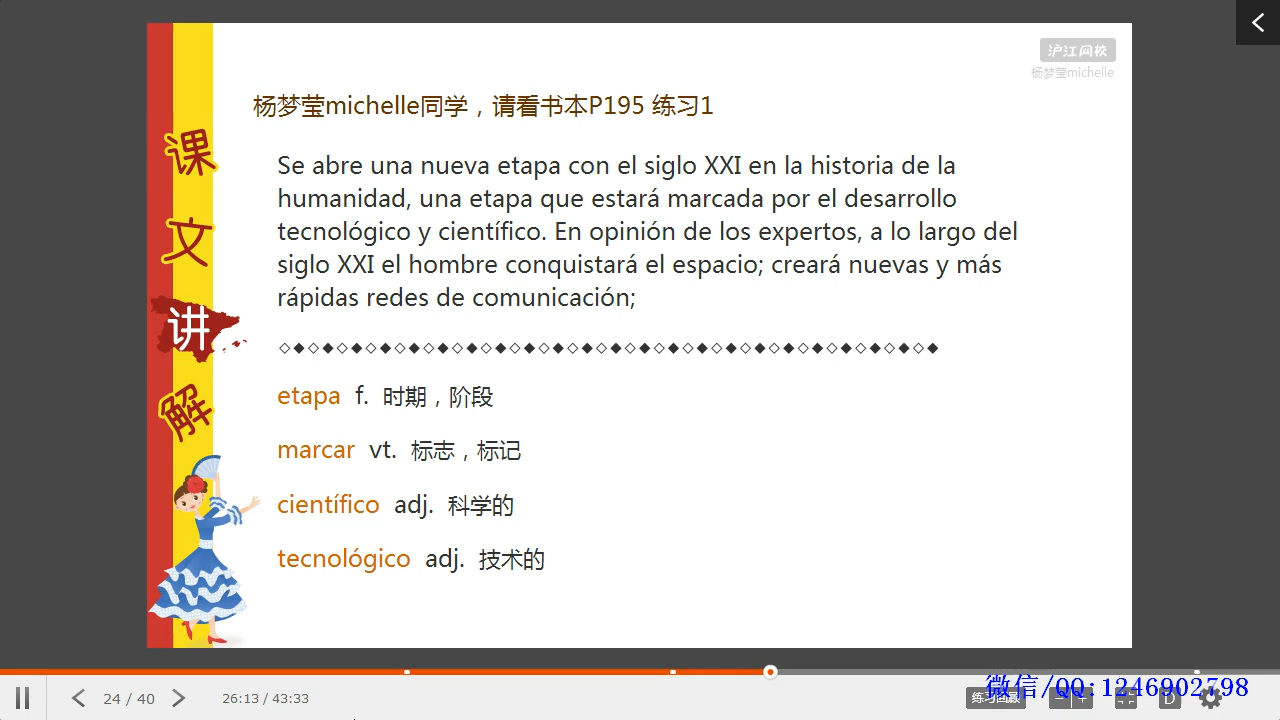 沪江网校
杨梦莹michelle
杨梦莹michelle同学，请看书本P195 练习1
Se abre una nueva etapa con el siglo XXI en la historia de la
humanidad, una etapa que estará marcada por el desarrollo
tecnológico y científico. En opinión de los expertos, a lo largo del
siglo XXI el hombre conquistará el espacio; creará nuevas y más
rápidas redes de comunicación;
课
文
讲
解
etapa f. 时期，阶段
marcar vt. 标志，标记
científico adj. 科学的
tecnológico adj. 技术的
24 / 40
26:13 / 43:33
微信/QQ:1246902798
D